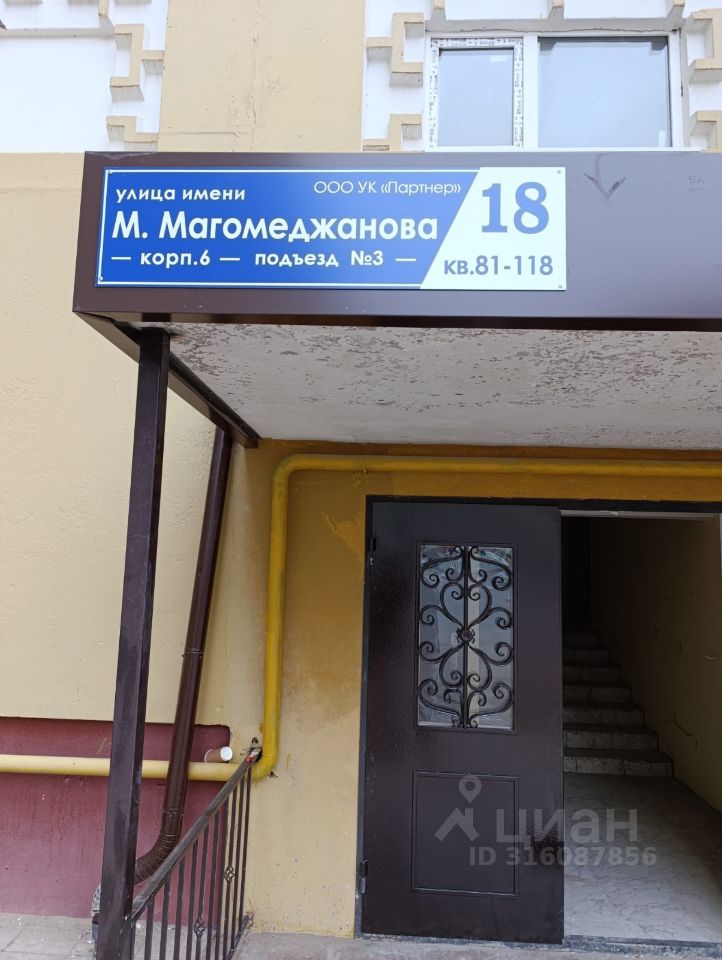 улица имени
ООО УК «Партнер»
М. Магомеджанова
18
— корп.6 — подъезд №3 —
кв.81-118
циан
ID 316087856